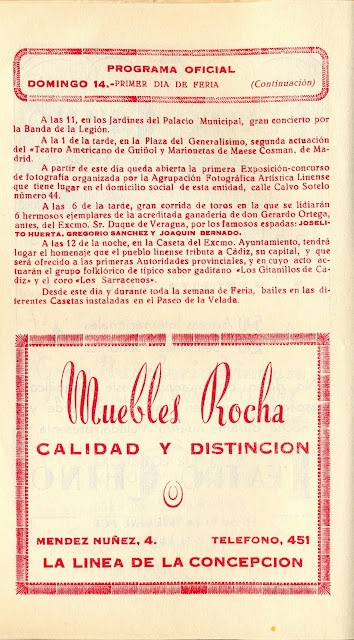 PROGRAMA OFICIAL
DOMINGO 14.-PRIMER DIA DE FERIA (Continuación)
A las 11, en los Jardines del Palacio Municipal, gran concierto por
la Banda de la Legión.
A la 1 de la tarde, en la Plaza del Generalísimo, segunda actuación
del «Teatro Americano de Guiñol y Marionetas de Maese Cosman, de Ma-
drid.
A partir de este día queda abierta la primera Exposición-concurso
de fotografía organizada por la Agrupación Fotográfica Artística Linense
que tiene lugar en el domicilio social de esta entidad, calle Calvo Sotelo
número 44.
A las 6 de la tarde, gran corrida de toros en la que se lidiarán
6 hermosos ejemplares de la acreditada ganadería de don Gerardo Ortega,
antes, del Excmo. Sr. Duque de Veragua, por los famosos espadas: JOSELI-
TO HUERTA, GREGORIO SANCHEZ Y JOAQUIN BERNADO.
A las 12 de la noche, en la Caseta del Excmo. Ayuntamiento, tendrá
lugar el homenaje que el pueblo linense tributa a Cádiz, su capital, y que
será ofrecido a las primeras Autoridades provinciales, y en cuyo acto ac-
tuarán el grupo folklórico de típico sabor gaditano «Los Gitanillos de Cá-
diz» y el coro «Los Sarracenos».
Desde este día y durante toda la semana de Feria, bailes en las di-
ferentes Casetas instaladas en el Paseo de la Velada.
Muebles Rocha
CALIDAD Y DISTINCION
MENDEZ NUÑEZ, 4. TELEFONO, 451
LA LINEA DE LA CONCEPCION